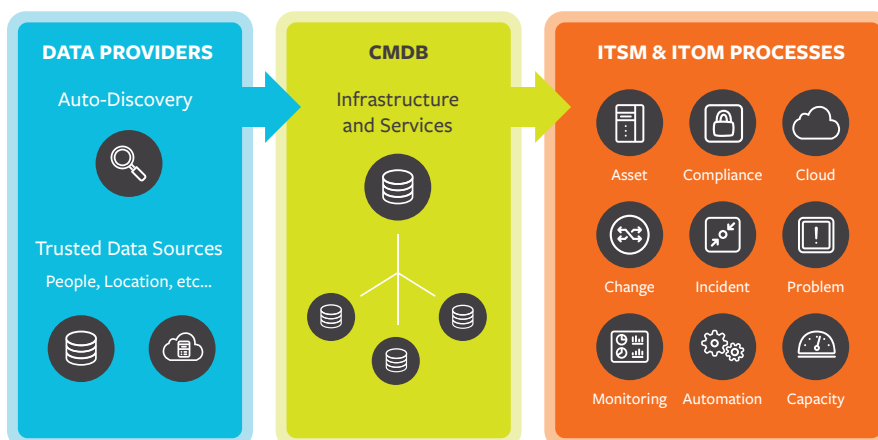 DATA PROVIDERS
Auto-Discovery
Trusted Data Sources
People, Location, etc...
CMDB
Infrastructure
and Services
ITSM & ITOM PROCESSES
Asset
Compliance
Cloud
Change
Incident
Problem
Monitoring
Automation
Capacity